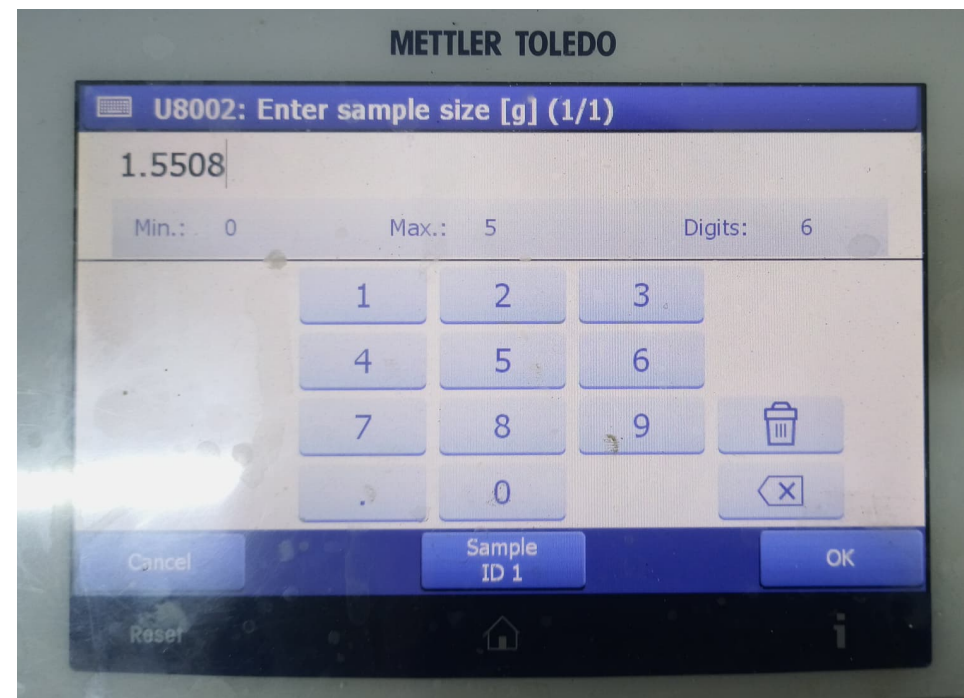 METTLER TOLEDO
U8002: Enter sample size [g] (1/1)
1.5508
Min.: 0 Max.: 5 Digits: 6
1 2 3
4 5 6
7 8 9
. 0
Cancel Sample ID 1 OK
Reset i